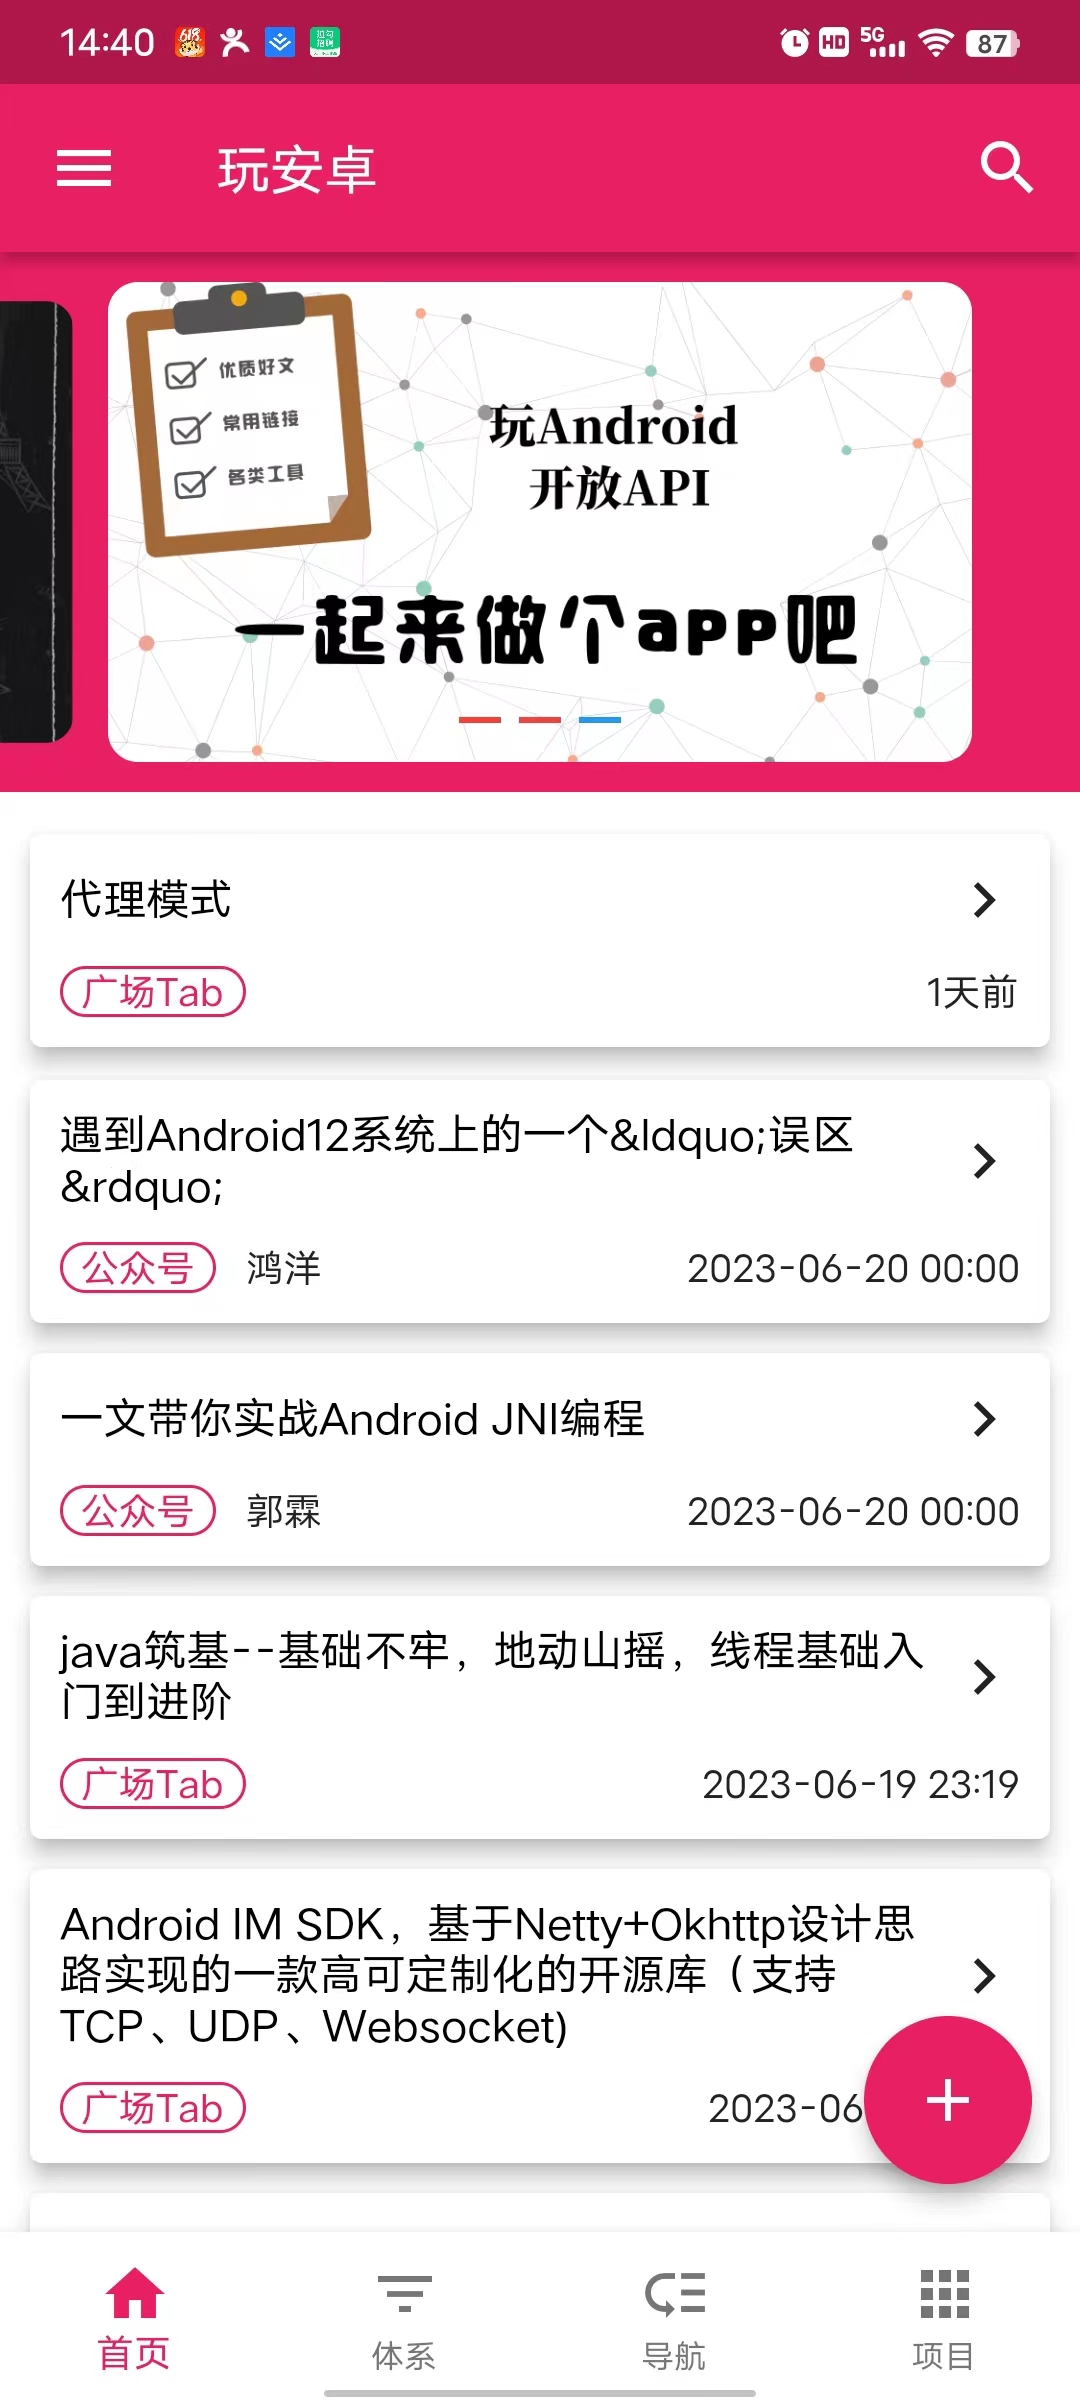 14:40
618
拉勾
招聘
HD
5G
87
玩安卓
优质好文
常用链接
各类工具
玩Android
开放API
一起来做个app吧
代理模式
广场Tab
1天前
遇到Android12系统上的一个&ldquo;误区
&rdquo;
公众号 鸿洋
2023-06-20 00:00
一文带你实战Android JNI编程
公众号 郭霖
2023-06-20 00:00
java筑基--基础不牢，地动山摇，线程基础入
门到进阶
广场Tab
2023-06-19 23:19
Android IM SDK，基于Netty+Okhttp设计思
路实现的一款高可定制化的开源库（支持
TCP、UDP、Websocket)
广场Tab
2023-06
首页
体系
导航
项目